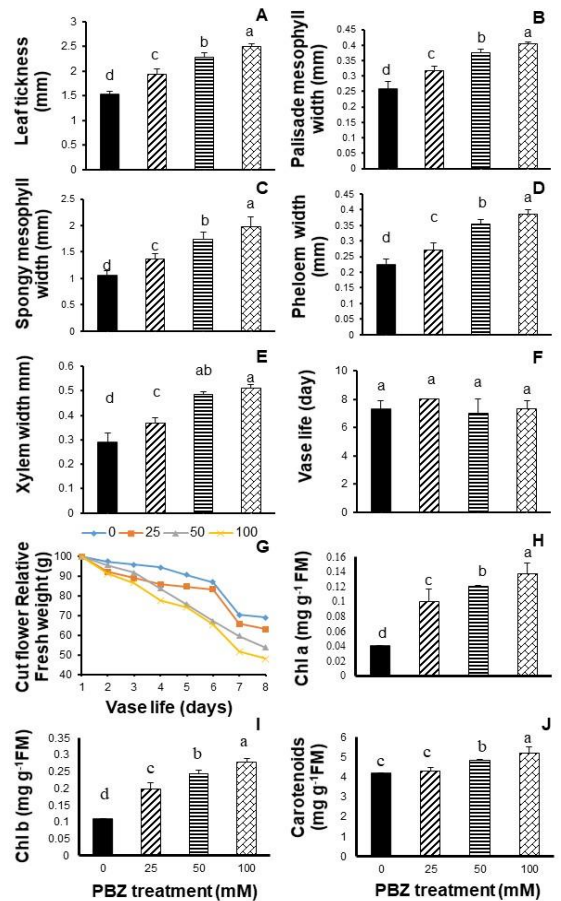 A
3
2.5
2
1.5
1
0.5
0
Leaf tickness
(mm)
d
c
b
a
B
0.45
0.4
0.35
0.3
0.25
0.2
0.15
0.1
0.05
0
Palisade mesophyll
width (mm)
d
c
b
a
C
2.5
2
1.5
1
0.5
0
Spongy mesophyll
width (mm)
d
c
b
a
D
0.45
0.4
0.35
0.3
0.25
0.2
0.15
0.1
0.05
0
Pheloem width
(mm)
d
c
b
a
E
0.6
0.5
0.4
0.3
0.2
0.1
0
Xylem width mm)
d
c
ab
a
F
10
8
6
4
2
0
Vase life (day)
a
a
a
a
0 25 50 100
G
100
90
80
70
60
50
40
Cut flower Relative
Fresh weight (g)
1 2 3 4 5 6 7 8
Vase life (days)
H
0.16
0.14
0.12
0.1
0.08
0.06
0.04
0.02
0
Chl a (mg g-1 FM)
d
c
b
a
I
0.35
0.3
0.25
0.2
0.15
0.1
0.05
0
Chl b (mg g-1FM)
d
c
b
a
0 25 50 100
PBZ treatment (mM)
J
6
5
4
3
2
1
0
Carotenoids
(mg g-1FM)
c
c
b
a
0 25 50 100
PBZ treatment (mM)